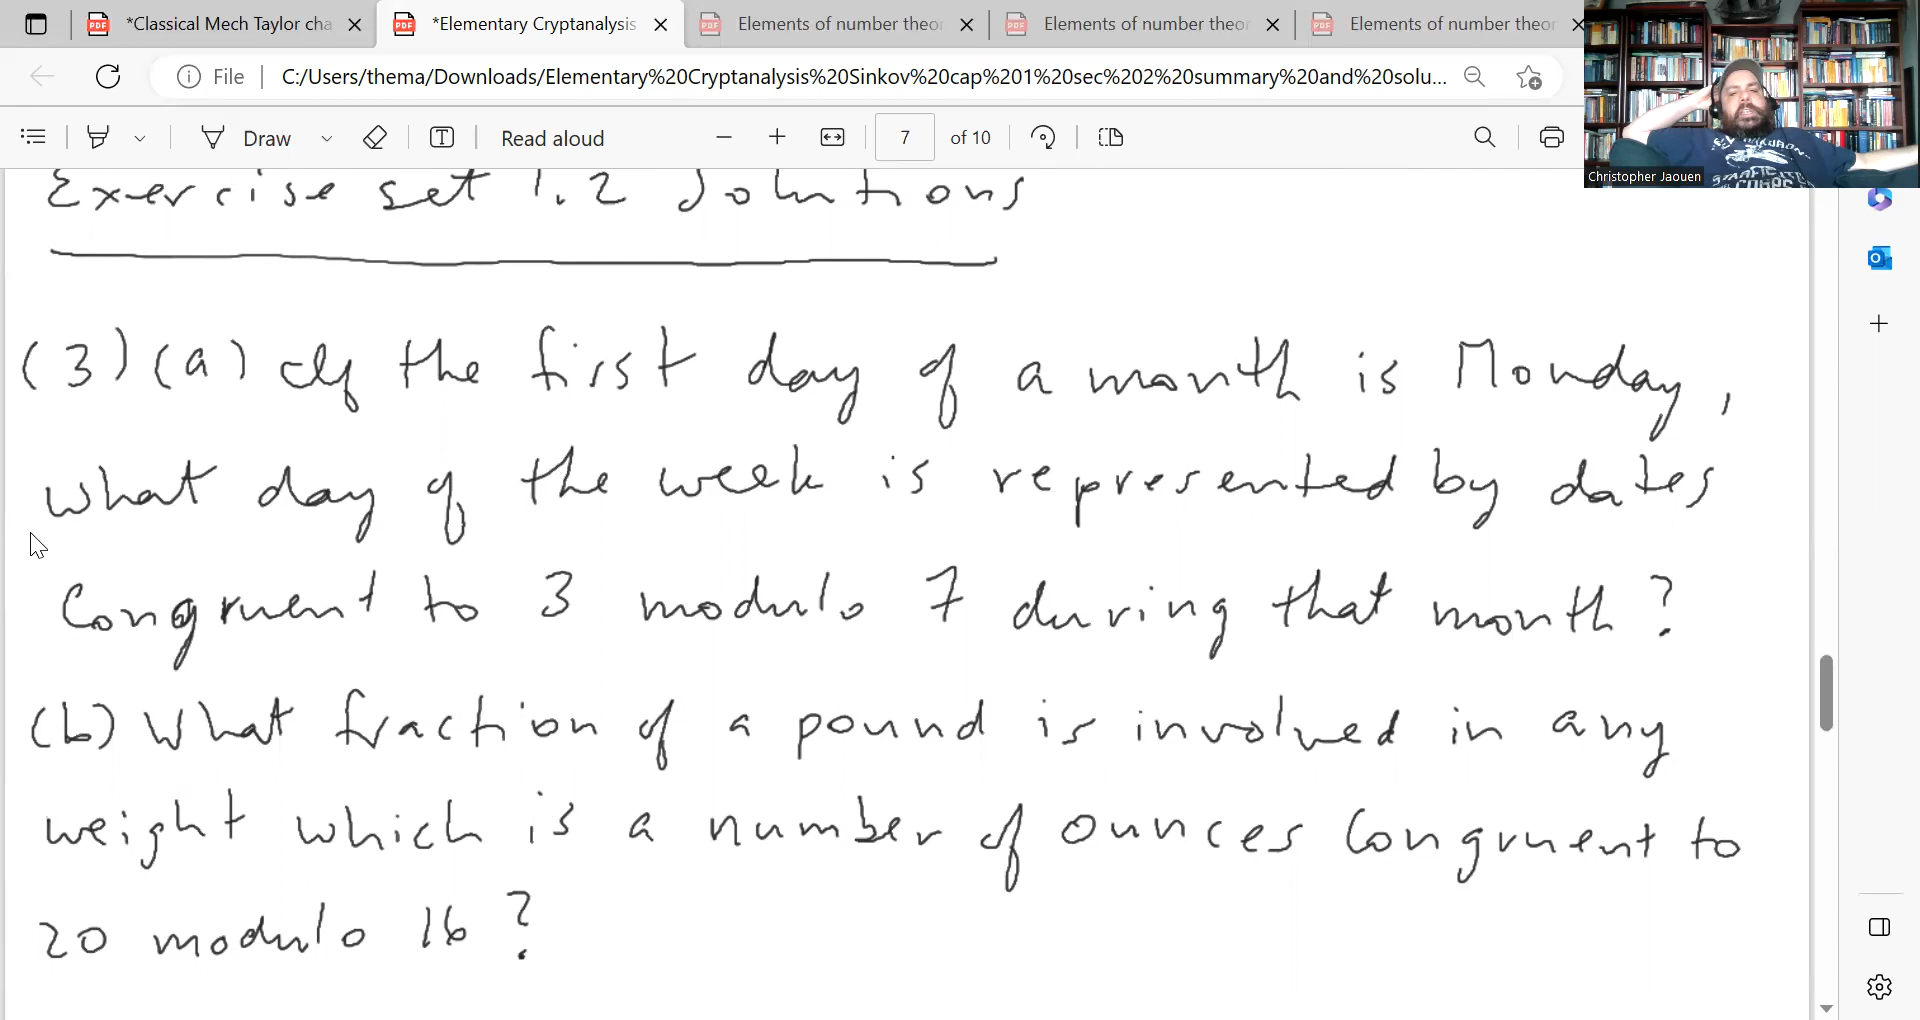 *Classical Mech Taylor cha
*Elementary Cryptanalysis
Elements of number theor
Elements of number theor
Elements of number theor
File
C:/Users/thema/Downloads/Elementary%20Cryptanalysis%20Sinkov%20cap%201%20sec%202%20summary%20and%20solu...
Draw
Read aloud
7 of 10
Christopher Jaouen
Exercise set 1.2 Solutions
(3) (a) If the first day of a month is Monday,
what day of the week is represented by dates
Congruent to 3 modulo 7 during that month?
(b) What fraction of a pound is involved in any
weight which is a number of ounces Congruent to
20 modulo 16?